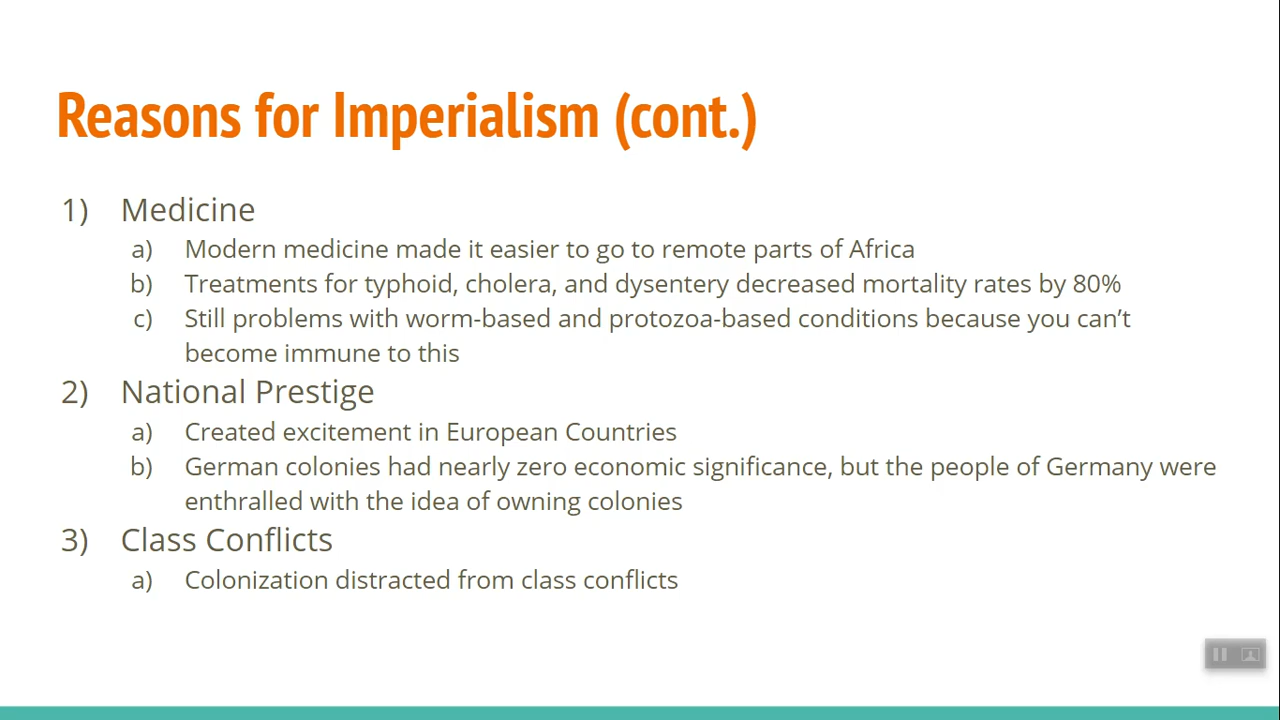 Reasons for Imperialism (cont.)
1) Medicine
a) Modern medicine made it easier to go to remote parts of Africa
b) Treatments for typhoid, cholera, and dysentery decreased mortality rates by 80%
c) Still problems with worm-based and protozoa-based conditions because you can’t
become immune to this
2) National Prestige
a) Created excitement in European Countries
b) German colonies had nearly zero economic significance, but the people of Germany were
enthralled with the idea of owning colonies
3) Class Conflicts
a) Colonization distracted from class conflicts